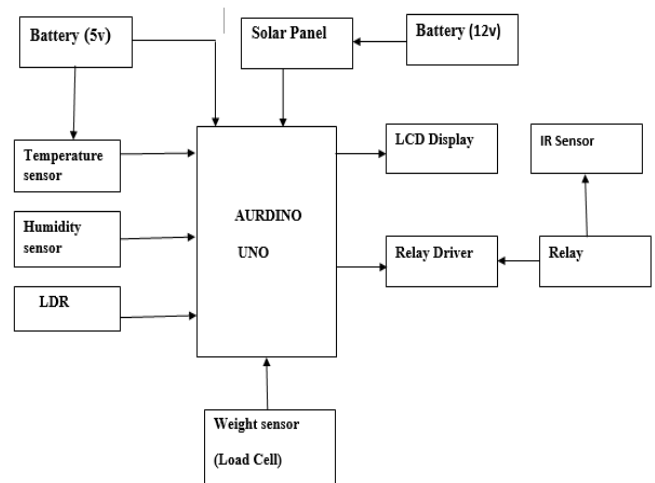 Battery (5v)
Solar Panel
Battery (12v)
Temperature
sensor
LCD Display
IR Sensor
Humidity
sensor
AURDINO
UNO
Relay Driver
Relay
LDR
Weight sensor
(Load Cell)